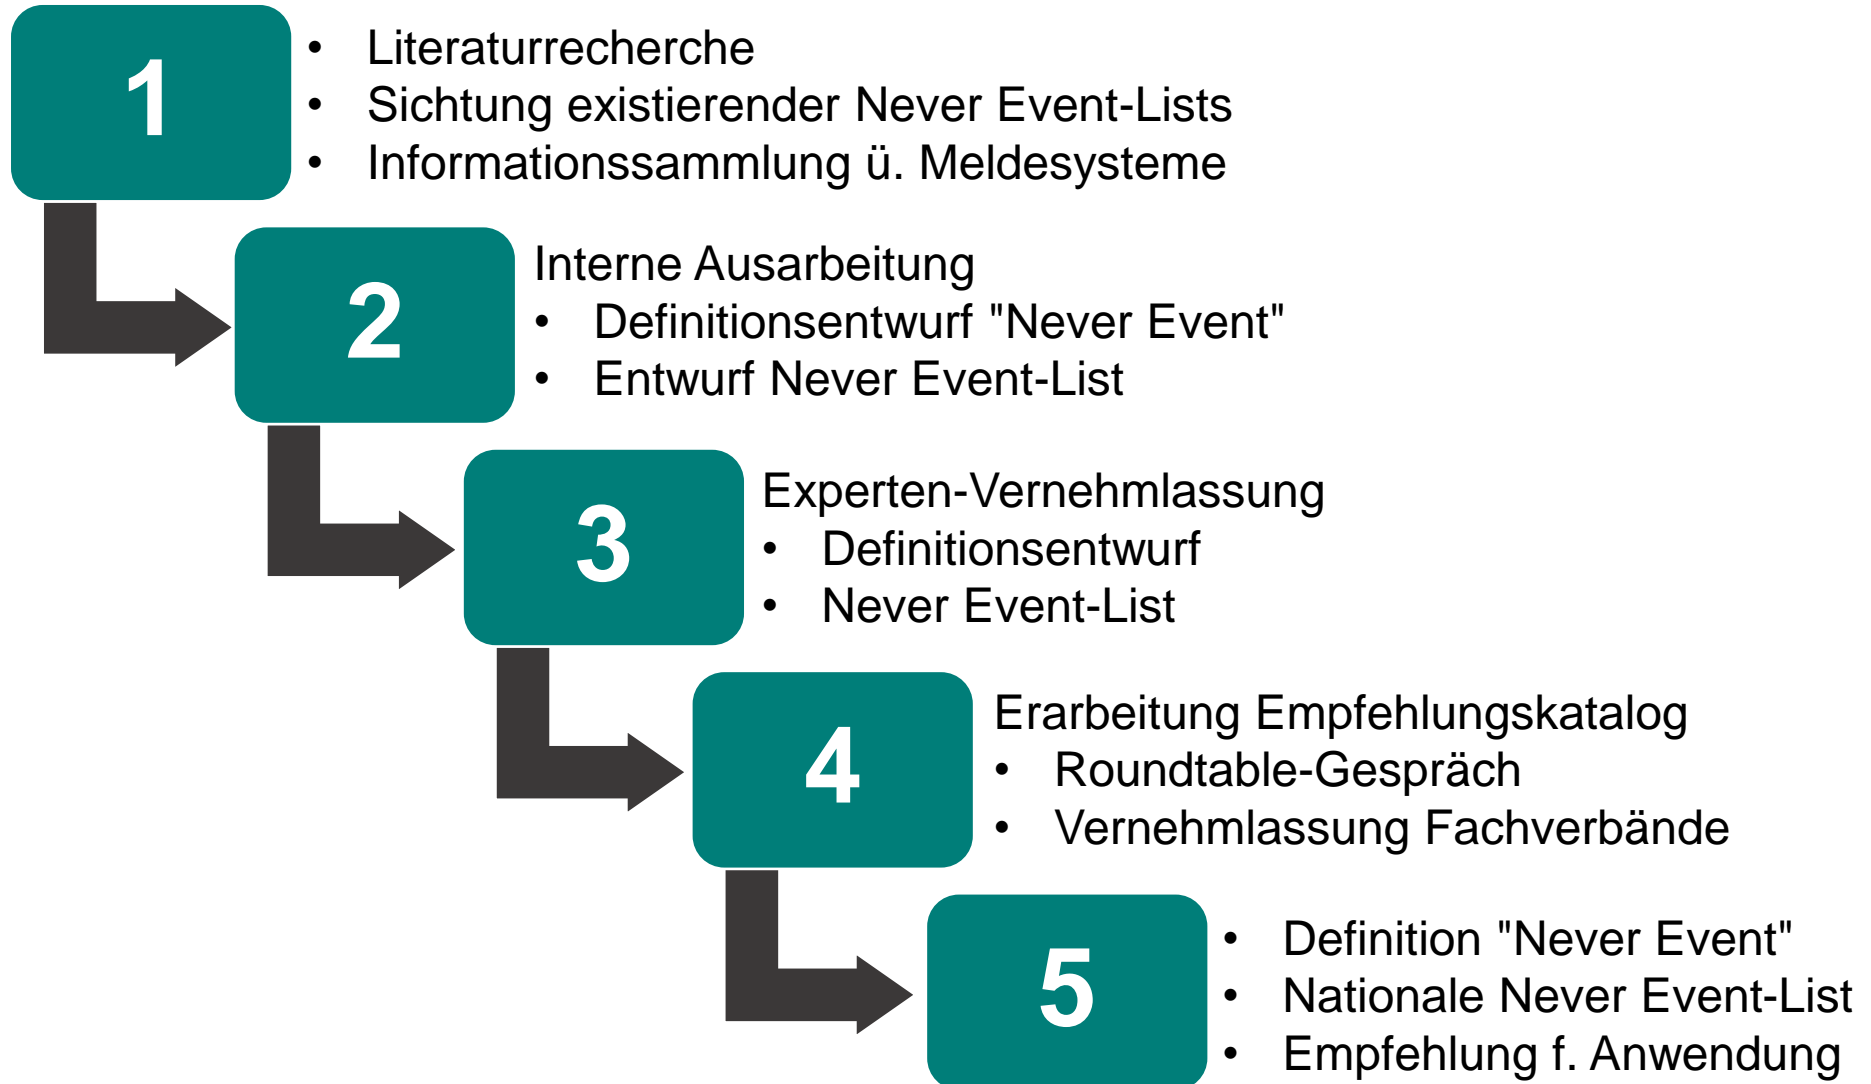 1
• Literaturrecherche
• Sichtung existierender Never Event-Lists
• Informationssammlung ü. Meldesysteme
2
Interne Ausarbeitung
• Definitionsentwurf "Never Event"
• Entwurf Never Event-List
3
Experten-Vernehmlassung
• Definitionsentwurf
• Never Event-List
4
Erarbeitung Empfehlungskatalog
• Roundtable-Gespräch
• Vernehmlassung Fachverbände
5
• Definition "Never Event"
• Nationale Never Event-List
• Empfehlung f. Anwendung